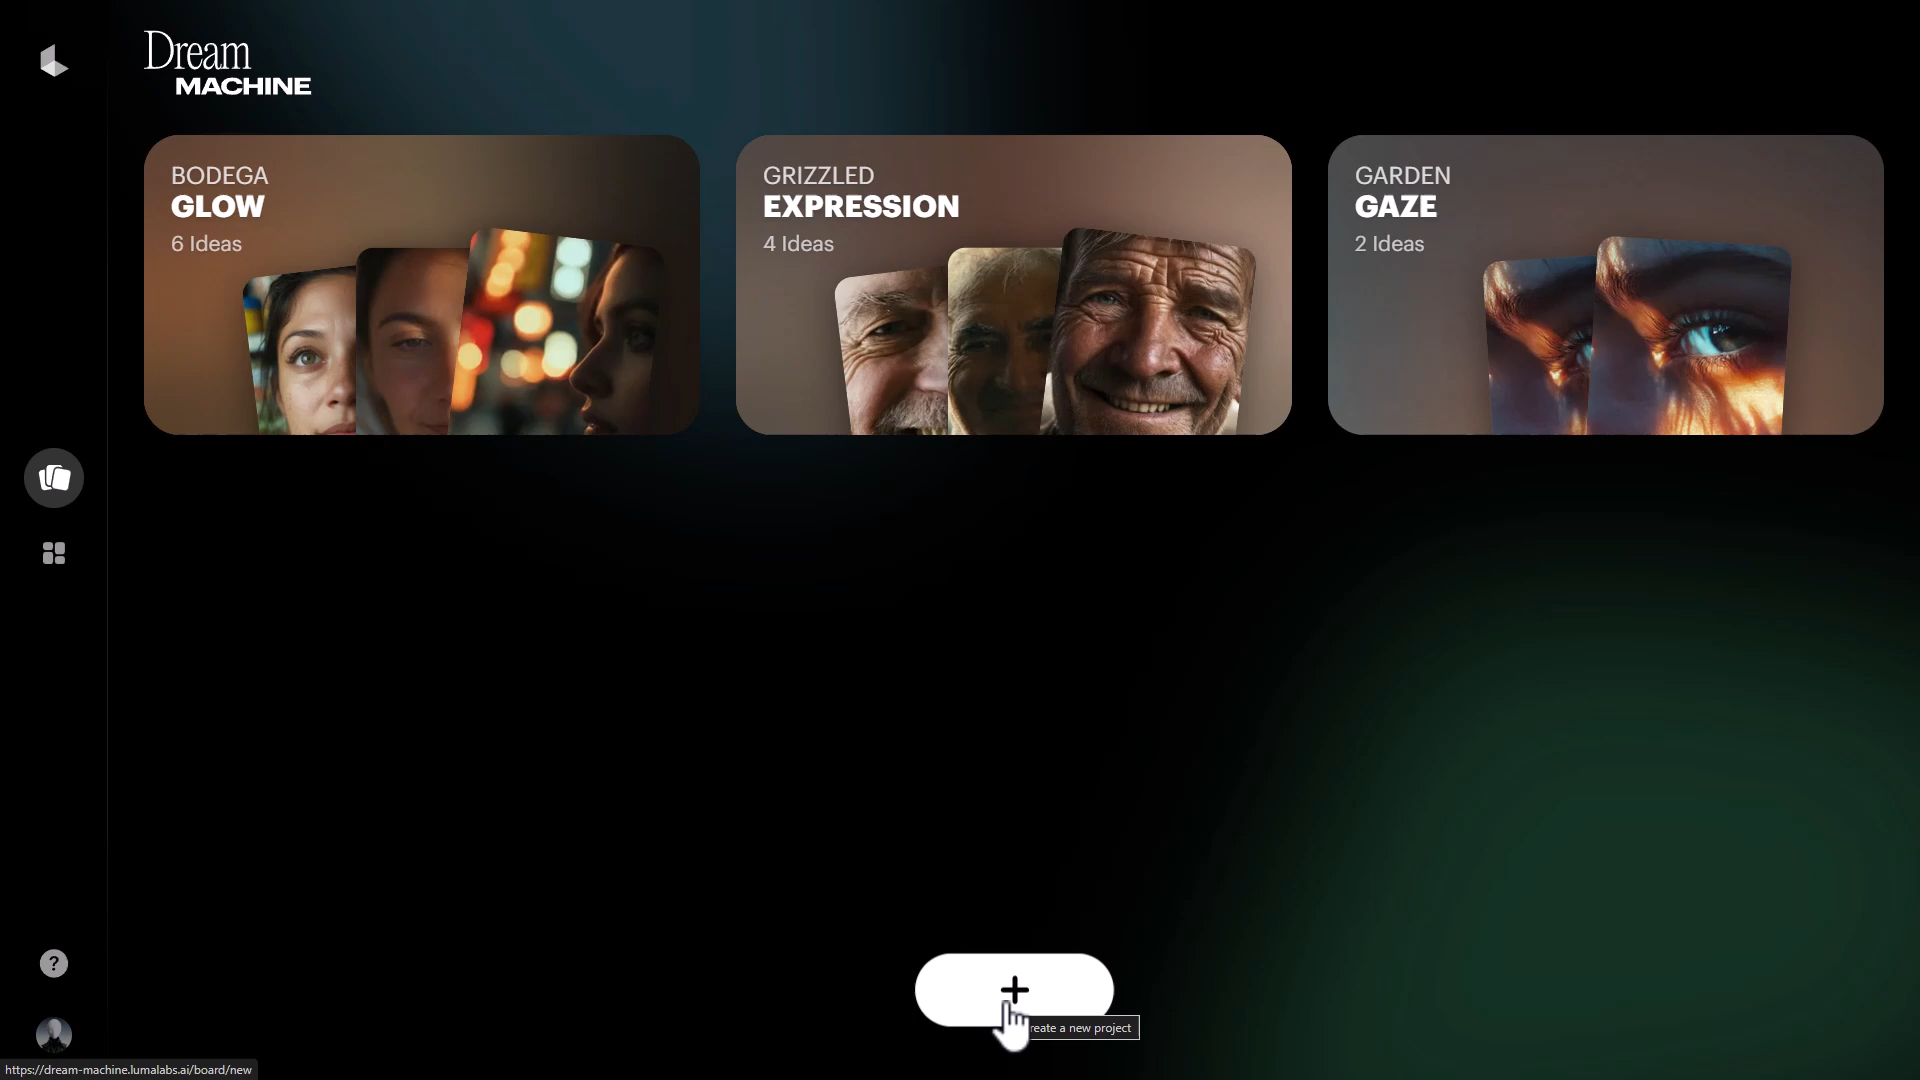 Dream
MACHINE
BODEGA
GLOW
6 Ideas
GRIZZLED
EXPRESSION
4 Ideas
GARDEN
GAZE
2 Ideas
?
reate a new project
https://dream-machine.lumalabs.ai/board/new